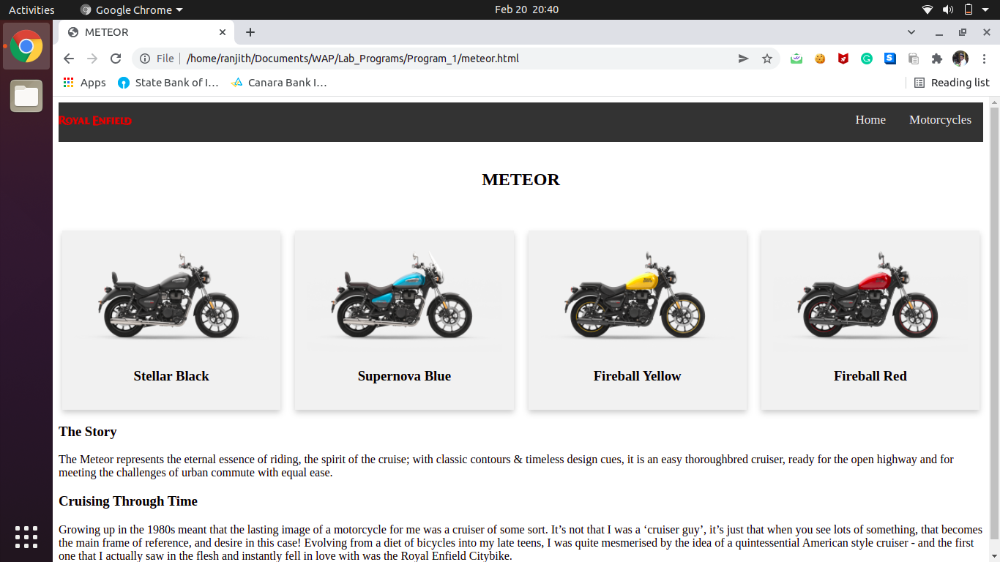 Activities
Google Chrome
Feb 20 20:40
METEOR
File
/home/ranjith/Documents/WAP/Lab_Programs/Program_1/meteor.html
Apps
State Bank of I…
Canara Bank I…
Reading list
ROYAL ENFIELD
Home
Motorcycles
METEOR
Stellar Black
Supernova Blue
Fireball Yellow
Fireball Red
The Story
The Meteor represents the eternal essence of riding, the spirit of the cruise; with classic contours & timeless design cues, it is an easy thoroughbred cruiser, ready for the open highway and for
meeting the challenges of urban commute with equal ease.
Cruising Through Time
Growing up in the 1980s meant that the lasting image of a motorcycle for me was a cruiser of some sort. It’s not that I was a ‘cruiser guy’, it’s just that when you see lots of something, that becomes
the main frame of reference, and desire in this case! Evolving from a diet of bicycles into my late teens, I was quite mesmerised by the idea of a quintessential American style cruiser - and the first
one that I actually saw in the flesh and instantly fell in love with was the Royal Enfield Citybike.